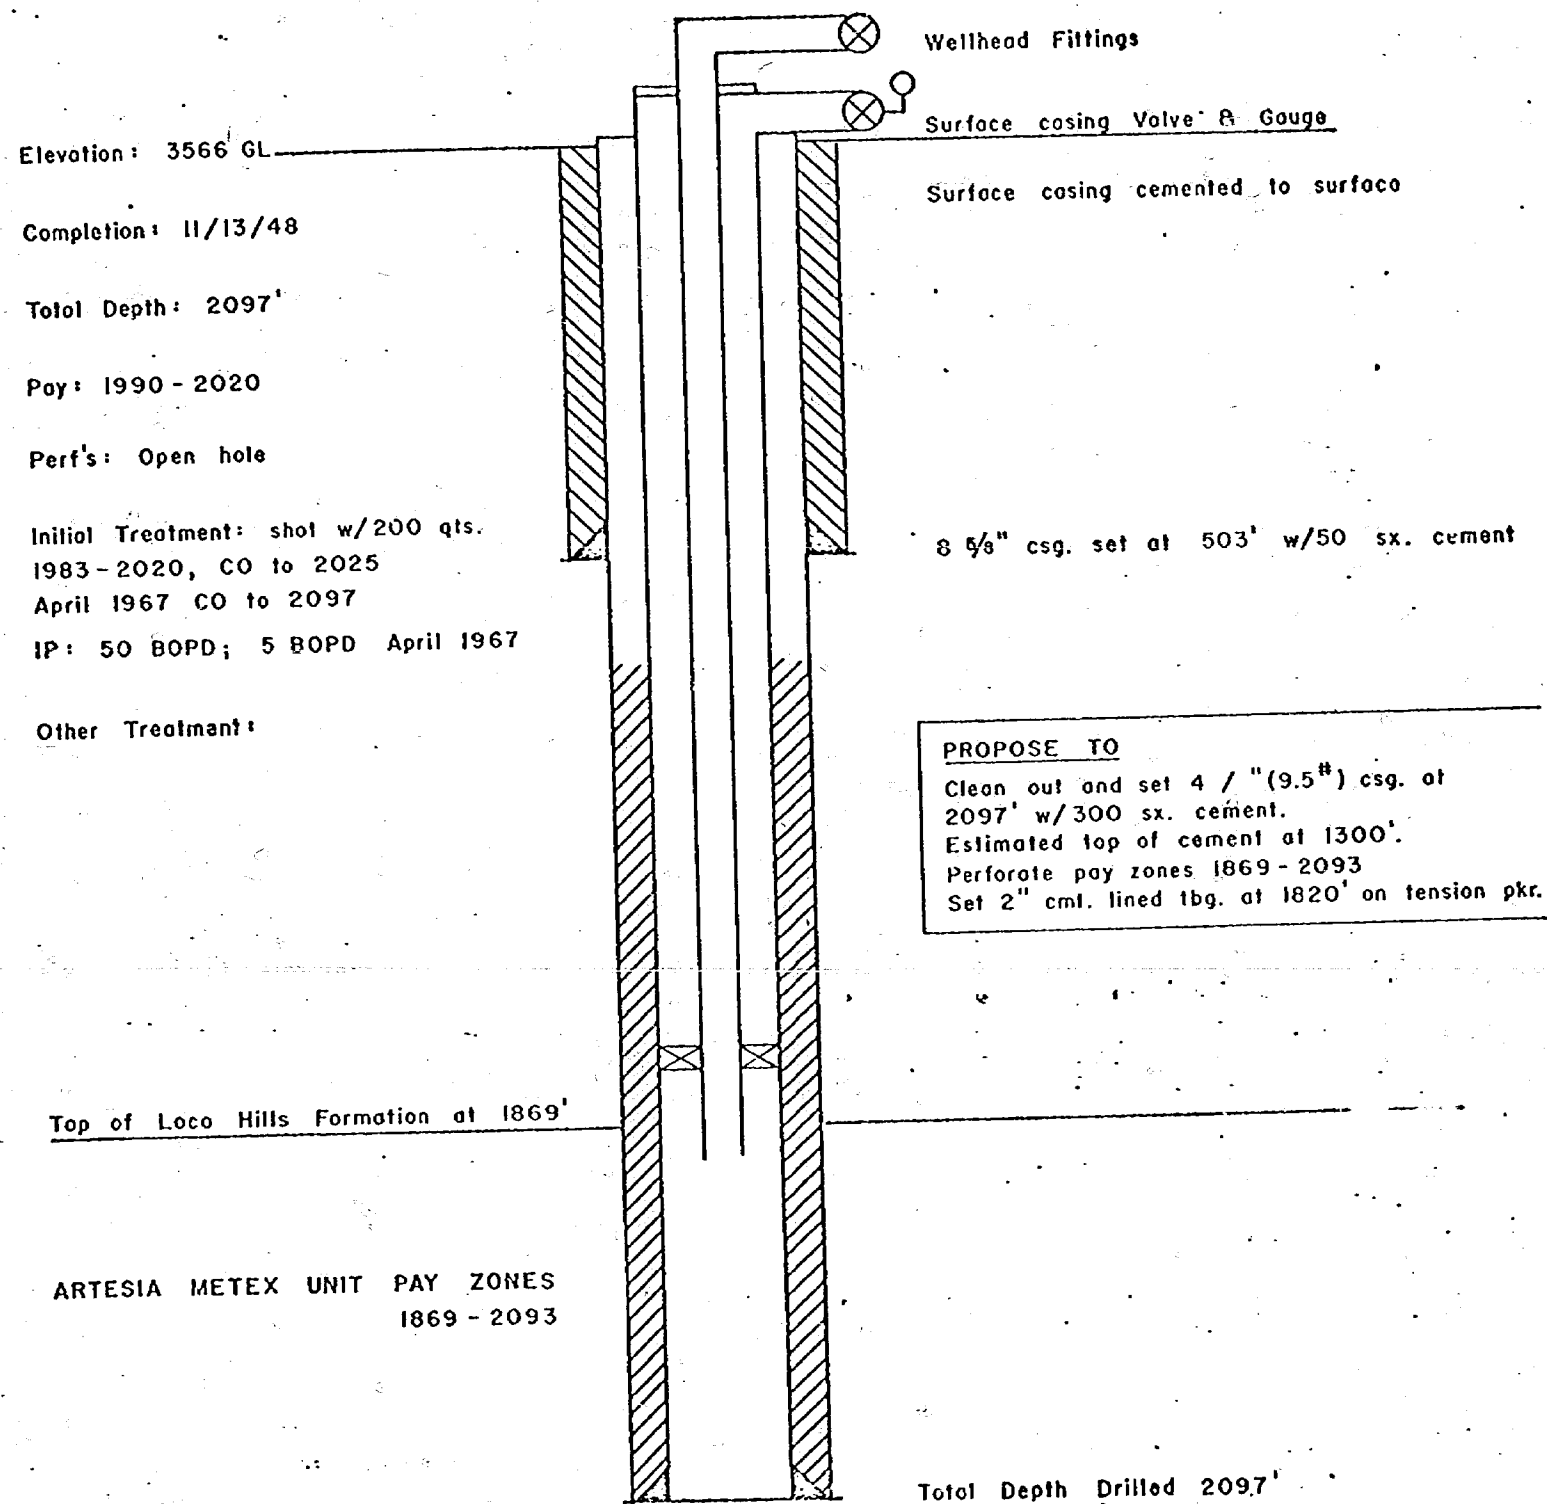 Wellhead Fittings
Surface casing Valve & Gauge
Elevation: 3566' GL
Surface casing cemented to surface
Completion: 11/13/48
Total Depth: 2097'
Pay: 1990 - 2020
Perf's: Open hole
Initial Treatment: shot w/200 qts.
1983 - 2020, CO to 2025
April 1967 CO to 2097
IP: 50 BOPD; 5 BOPD April 1967
Other Treatment:
8 5/8" csg. set at 503' w/50 sx. cement
PROPOSE TO
Clean out and set 4 / "(9.5#) csg. at
2097' w/300 sx. cement.
Estimated top of cement at 1300'.
Perforate pay zones 1869 - 2093
Set 2" cmt. lined tbg. at 1820' on tension pkr.
Top of Loco Hills Formation at 1869'
ARTESIA METEX UNIT PAY ZONES
1869 - 2093
Total Depth Drilled 2097'